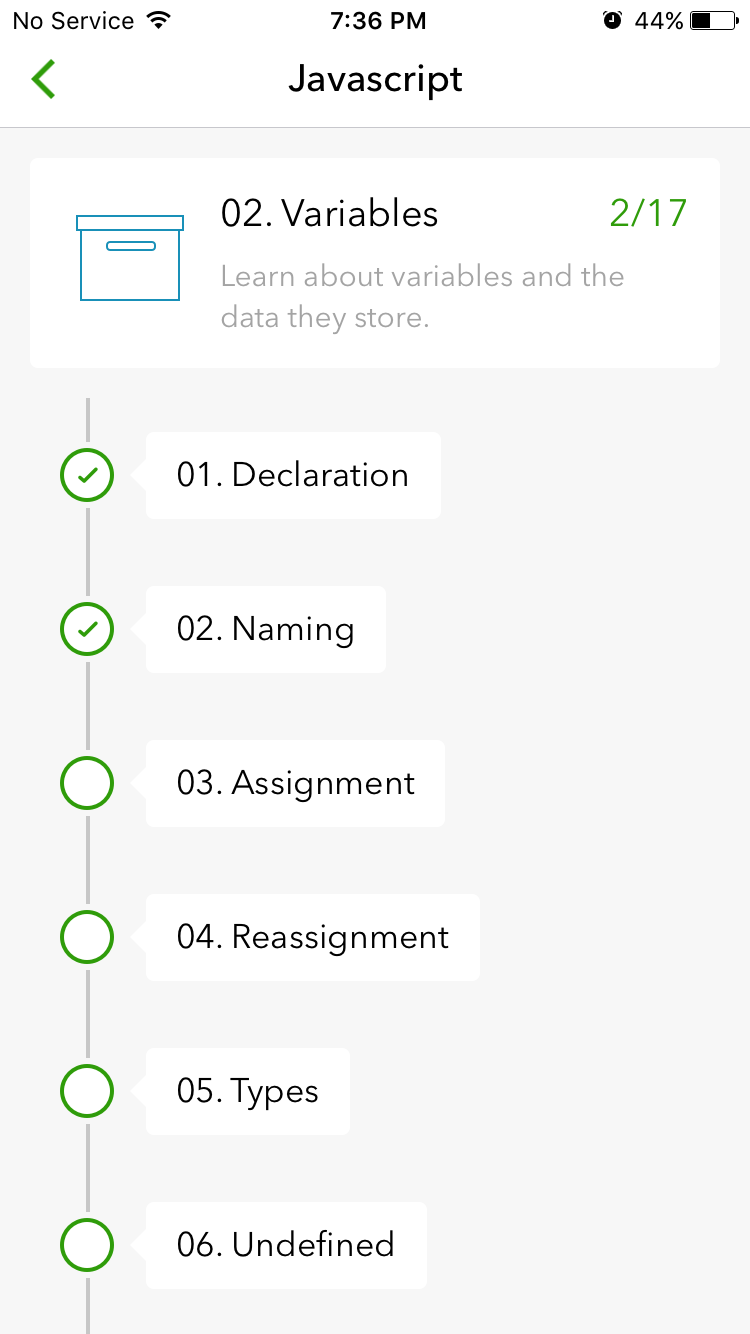 No Service 7:36 PM 44%
Javascript
02. Variables 2/17
Learn about variables and the
data they store.
01. Declaration
02. Naming
03. Assignment
04. Reassignment
05. Types
06. Undefined